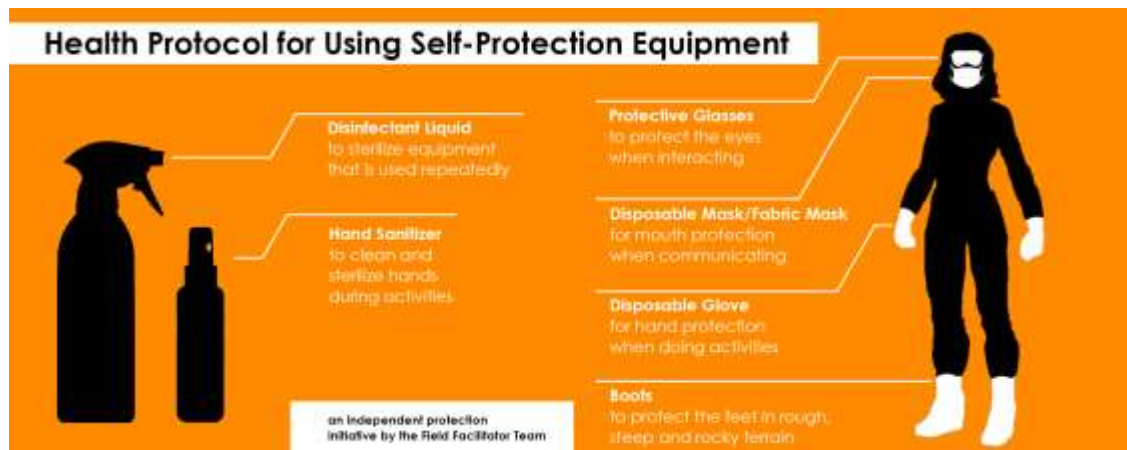 Health Protocol for Using Self-Protection Equipment
Disinfectant Liquid
to sterilize equipment
that is used repeatedly
Hand Sanitizer
to clean and
sterilize hands
during activities
an independent protection
initiative by the Field Facilitator Team
Protective Glasses
to protect the eyes
when interacting
Disposable Mask/Fabric Mask
for mouth protection
when communicating
Disposable Glove
for hand protection
when doing activities
Boots
to protect the feet in rough,
steep and rocky terrain